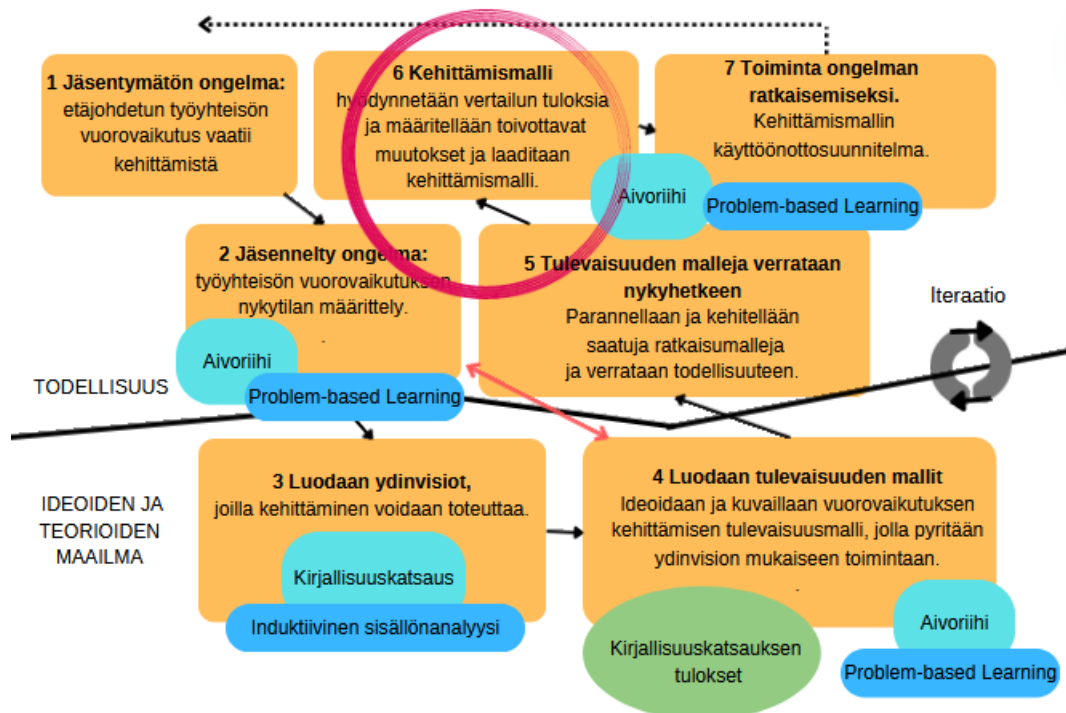 1 Jäsentymätön ongelma:
etäjohdetun työyhteisön
vuorovaikutus vaatii
kehittämistä
6 Kehittämismalli
hyödynnetään vertailun tuloksia
ja määritellään toivottavat
muutokset ja laaditaan
kehittämismalli.
7 Toiminta ongelman
ratkaisemiseksi.
Kehittämismallin
käyttöönottosuunnitelma.
Aivoriihi
Problem-based Learning
2 Jäsennelty ongelma:
työyhteisön vuorovaikutuksen
nykytilan määrittely.
.
Aivoriihi
Problem-based Learning
5 Tulevaisuuden malleja verrataan
nykyhetkeen
Parannellaan ja kehitellään
saatuja ratkaisumalleja
ja verrataan todellisuuteen.
Iteraatio
TODELLISUUS
IDEOIDEN JA
TEORIOIDEN
MAAILMA
3 Luodaan ydinvisiot,
joilla kehittäminen voidaan toteuttaa.
Kirjallisuuskatsaus
Induktiivinen sisällönanalyysi
4 Luodaan tulevaisuuden mallit
Ideoidaan ja kuvaillaan vuorovaikutuksen
kehittämisen tulevaisuusmalli, jolla pyritään
ydinvision mukaiseen toimintaan.
.
Kirjallisuuskatsauksen
tulokset
Aivoriihi
Problem-based Learning